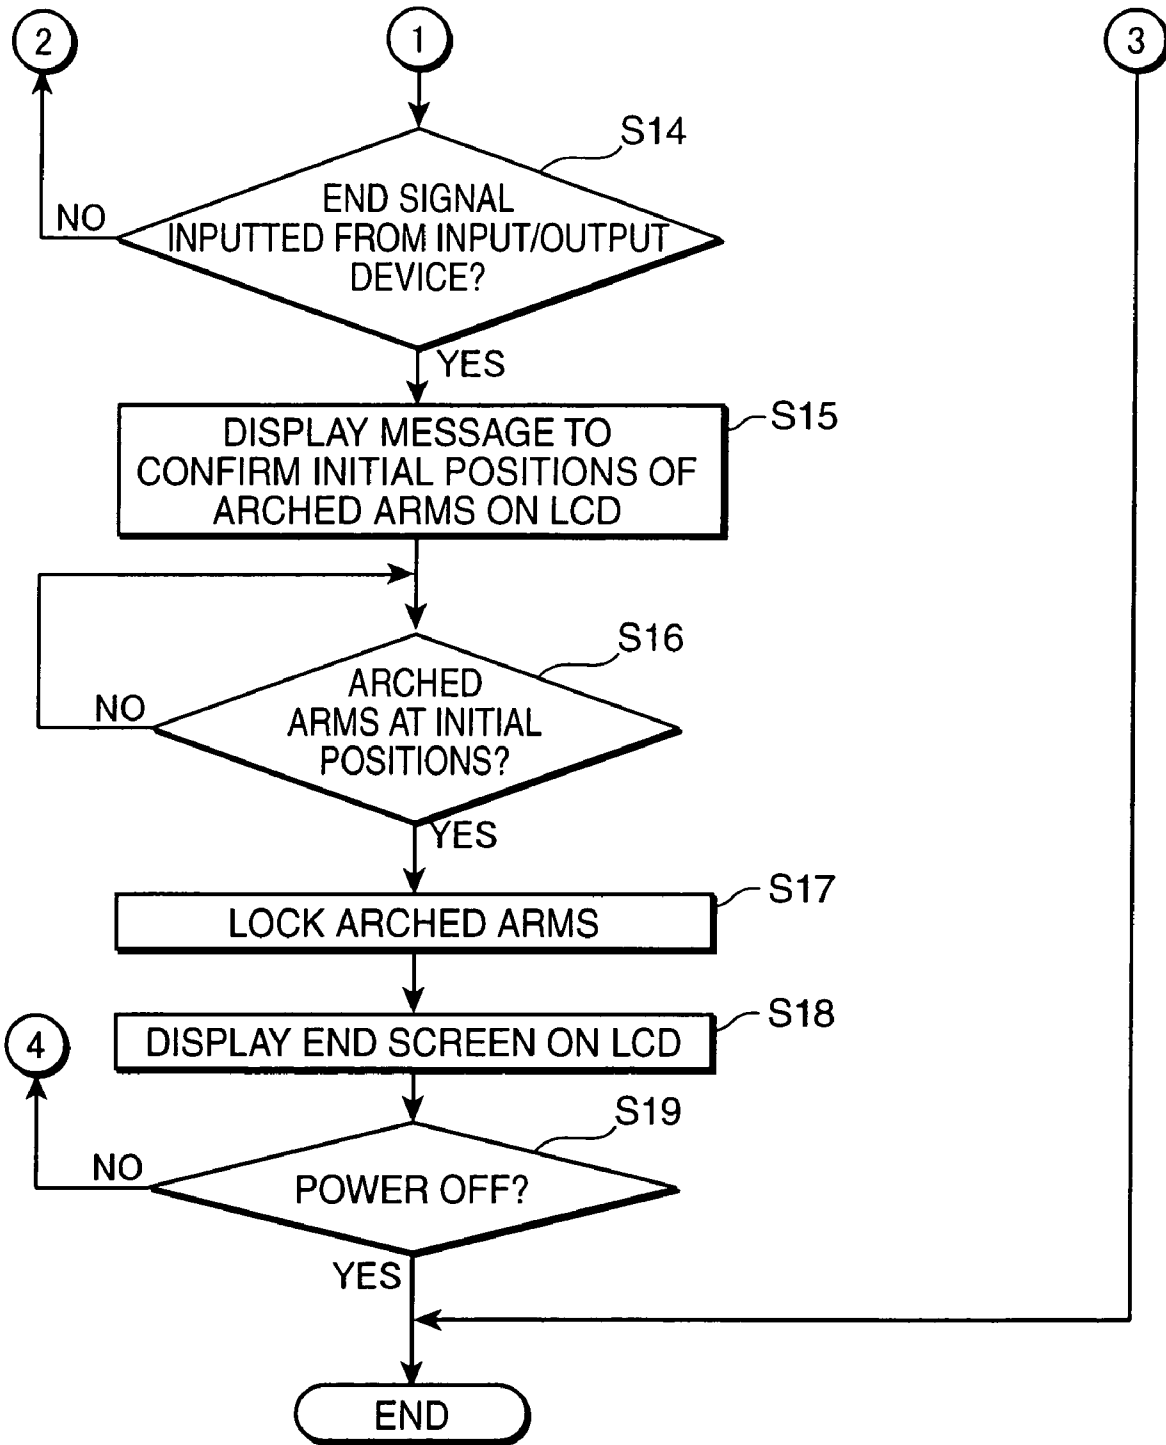 2
1
3
S14
END SIGNAL
INPUTTED FROM INPUT/OUTPUT
DEVICE?
NO
YES
S15
DISPLAY MESSAGE TO
CONFIRM INITIAL POSITIONS OF
ARCHED ARMS ON LCD
S16
ARCHED
ARMS AT INITIAL
POSITIONS?
NO
YES
S17
LOCK ARCHED ARMS
S18
DISPLAY END SCREEN ON LCD
4
S19
NO
POWER OFF?
YES
END